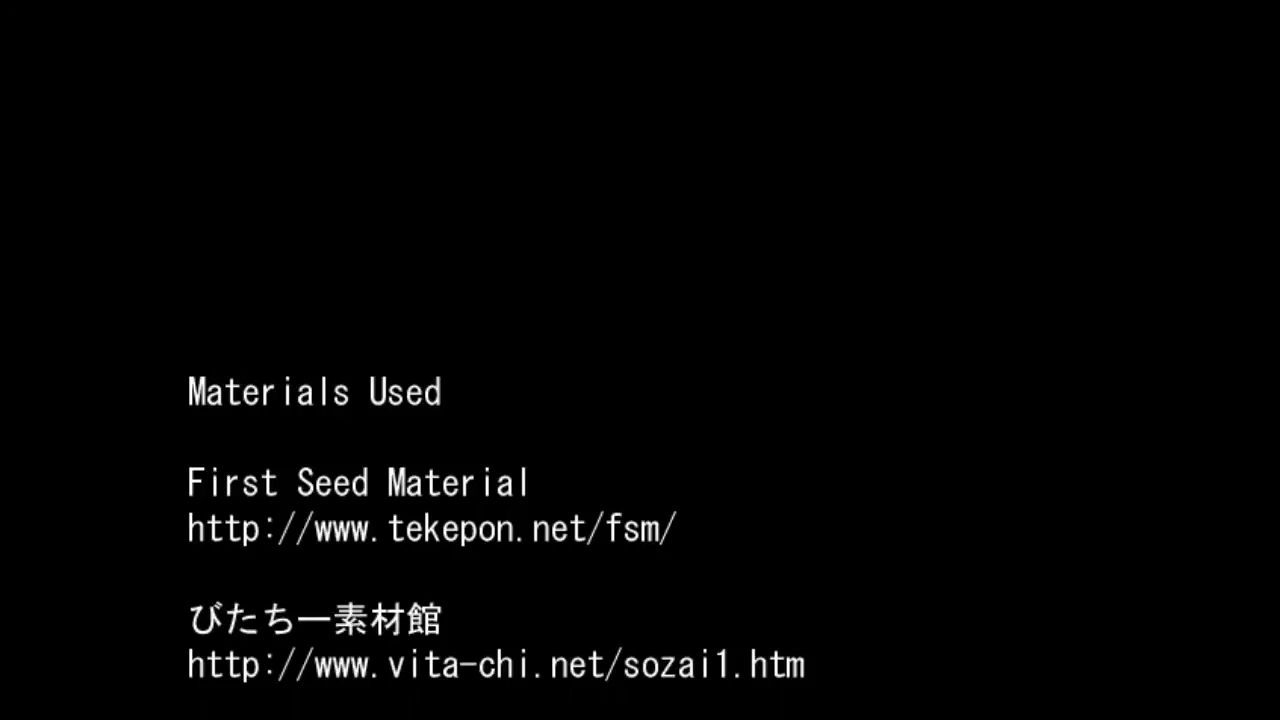 Materials Used
First Seed Material
http://www.tekepon.net/fsm/
びたちー素材館
http://www.vita-chi.net/sozai1.htm